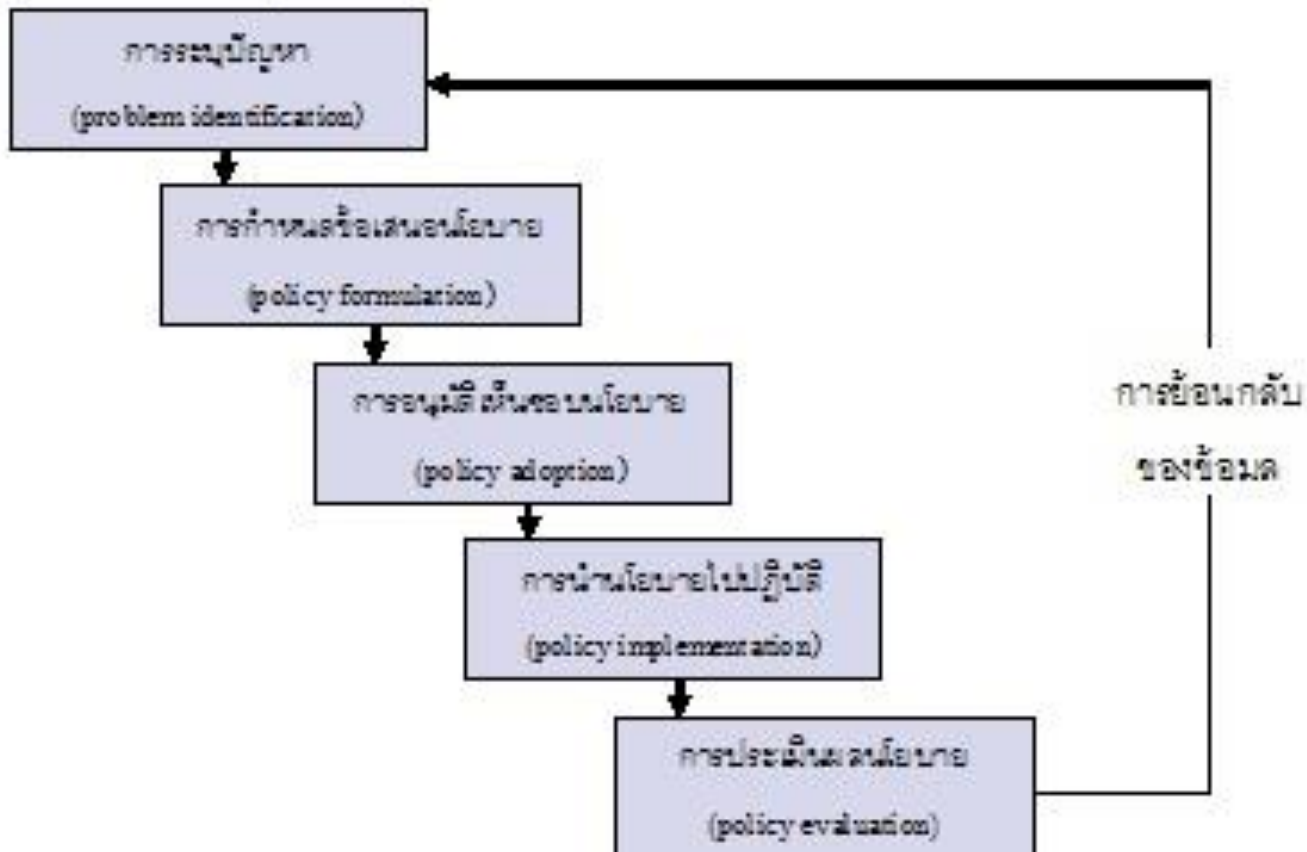 การระบุปัญหา
(problem identification)
การกำหนดข้อเสนอนโยบาย
(policy formulation)
การอนุมัติเห็นชอบนโยบาย
(policy adoption)
การนำนโยบายไปปฏิบัติ
(policy implementation)
การประเมินผลนโยบาย
(policy evaluation)
การย้อนกลับ
ของข้อมล